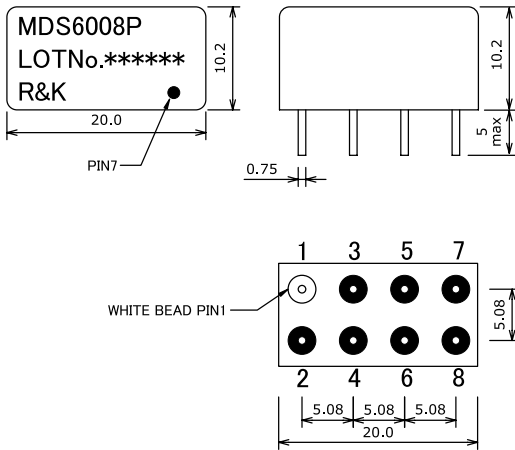 MDS6008P
LOTNo.******
R&K
10.2
20.0
PIN7
10.2
5
max
0.75
1 3 5 7
WHITE BEAD PIN1
5.08
2 4 6 8
5.08 5.08 5.08
20.0